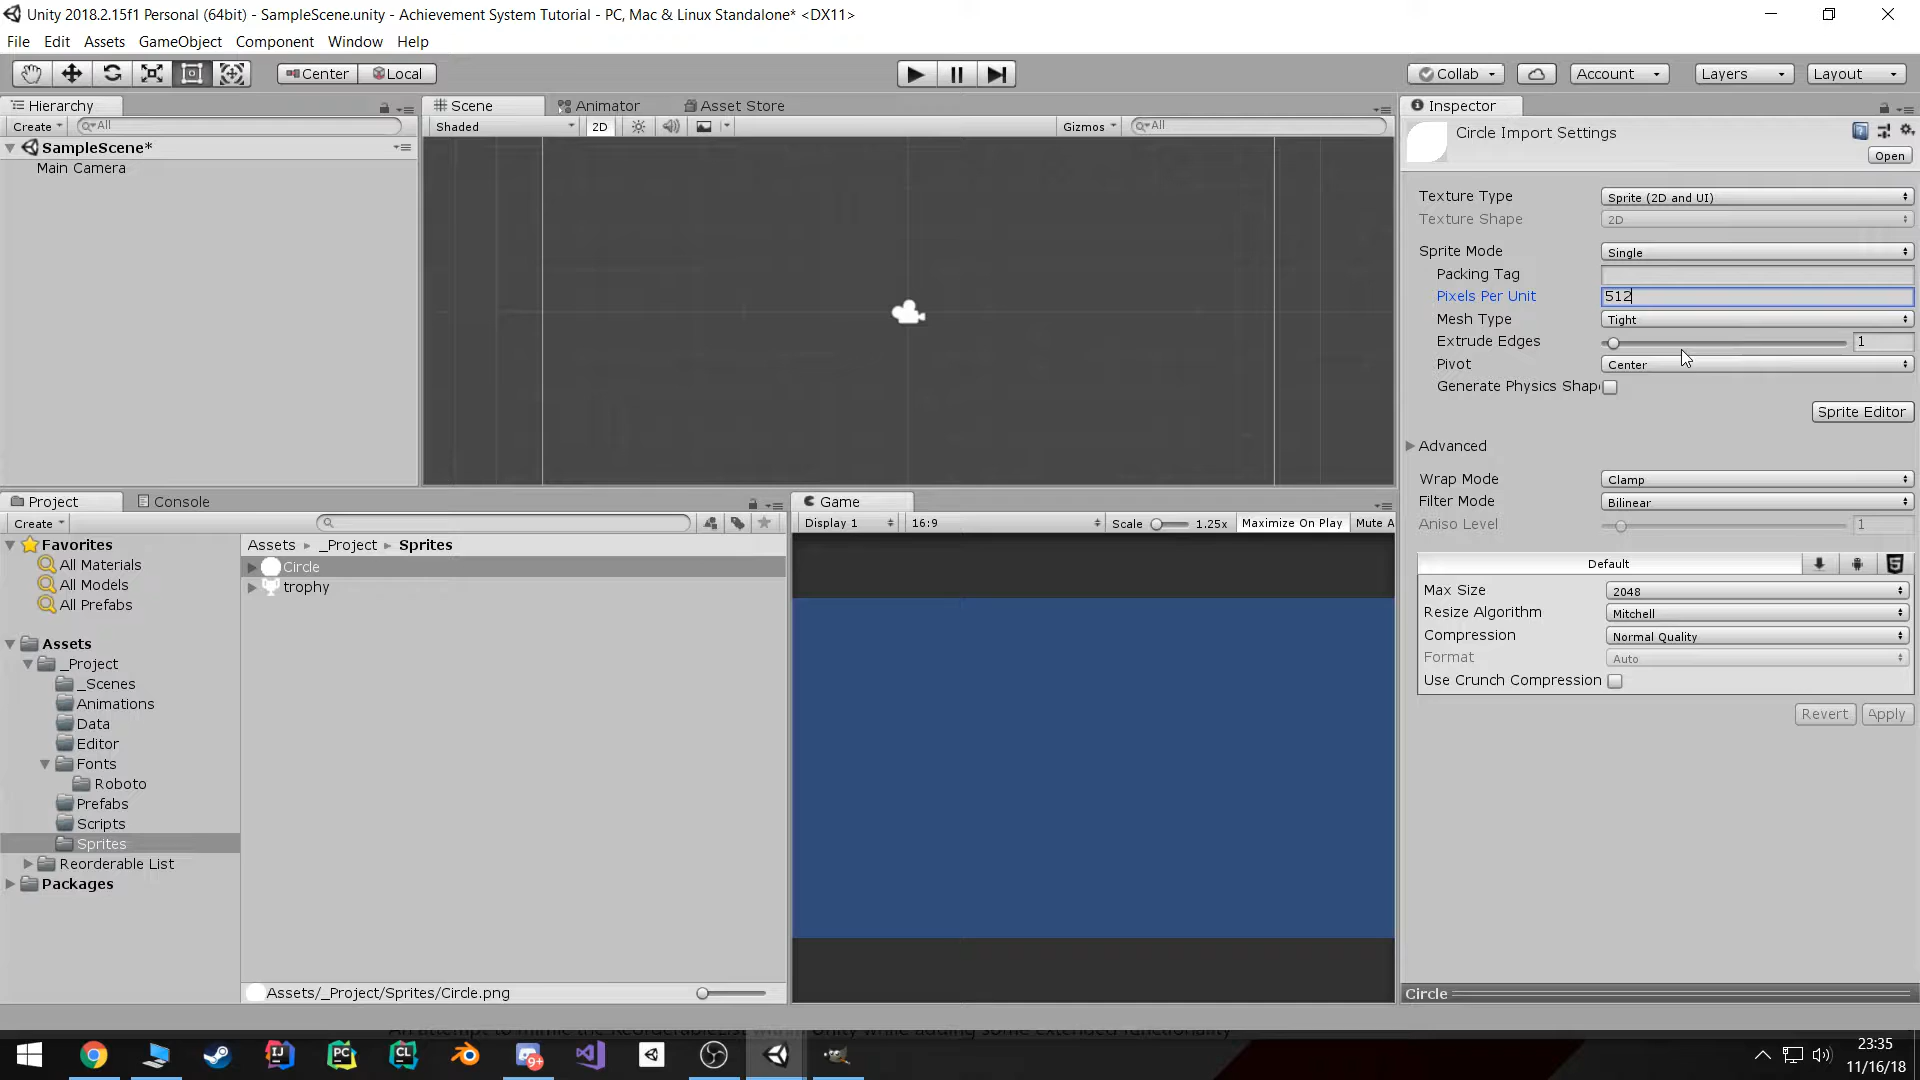 Unity 2018.2.15f1 Personal (64bit) - SampleScene.unity - Achievement System Tutorial - PC, Mac & Linux Standalone* <DX11>
File Edit Assets GameObject Component Window Help
Center Local Collab Account Layers Layout
Hierarchy
Create All
SampleScene*
Main Camera
Scene Animator Asset Store
Shaded 2D Gizmos All
Inspector
Circle Import Settings
Open
Texture Type Sprite (2D and UI)
Texture Shape 2D
Sprite Mode Single
Packing Tag
Pixels Per Unit 512
Mesh Type Tight
Extrude Edges 1
Pivot Center
Generate Physics Shap
Sprite Editor
Advanced
Wrap Mode Clamp
Filter Mode Bilinear
Aniso Level 1
Default
Max Size 2048
Resize Algorithm Mitchell
Compression Normal Quality
Format Auto
Use Crunch Compression
Revert Apply
Circle
Project Console
Create
Favorites
All Materials
All Models
All Prefabs
Assets
_Project
_Scenes
Animations
Data
Editor
Fonts
Roboto
Prefabs
Scripts
Sprites
Reorderable List
Packages
Assets _Project Sprites
Circle
trophy
Assets/_Project/Sprites/Circle.png
Game
Display 1 16:9 Scale 1.25x Maximize On Play Mute A
9+
23:35
11/16/18